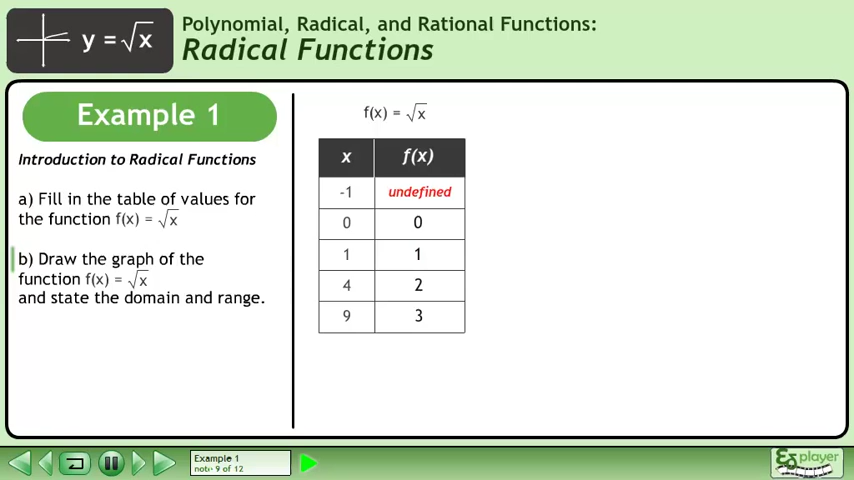 y = √x
Polynomial, Radical, and Rational Functions:
Radical Functions
Example 1
Introduction to Radical Functions
a) Fill in the table of values for
the function f(x) = √x
b) Draw the graph of the
function f(x) = √x
and state the domain and range.
f(x) = √x
x f(x)
-1 undefined
0 0
1 1
4 2
9 3
Example 1
note 9 of 12
player